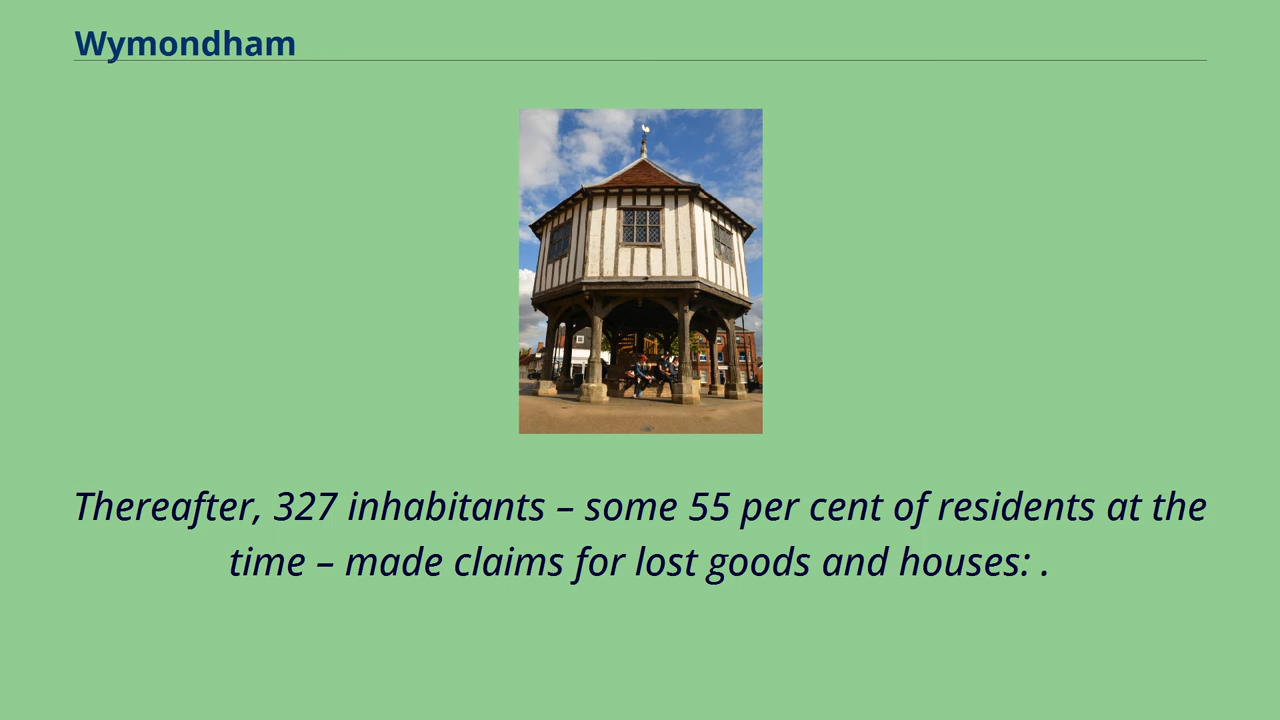 Wymondham
Thereafter, 327 inhabitants – some 55 per cent of residents at the
time – made claims for lost goods and houses: .